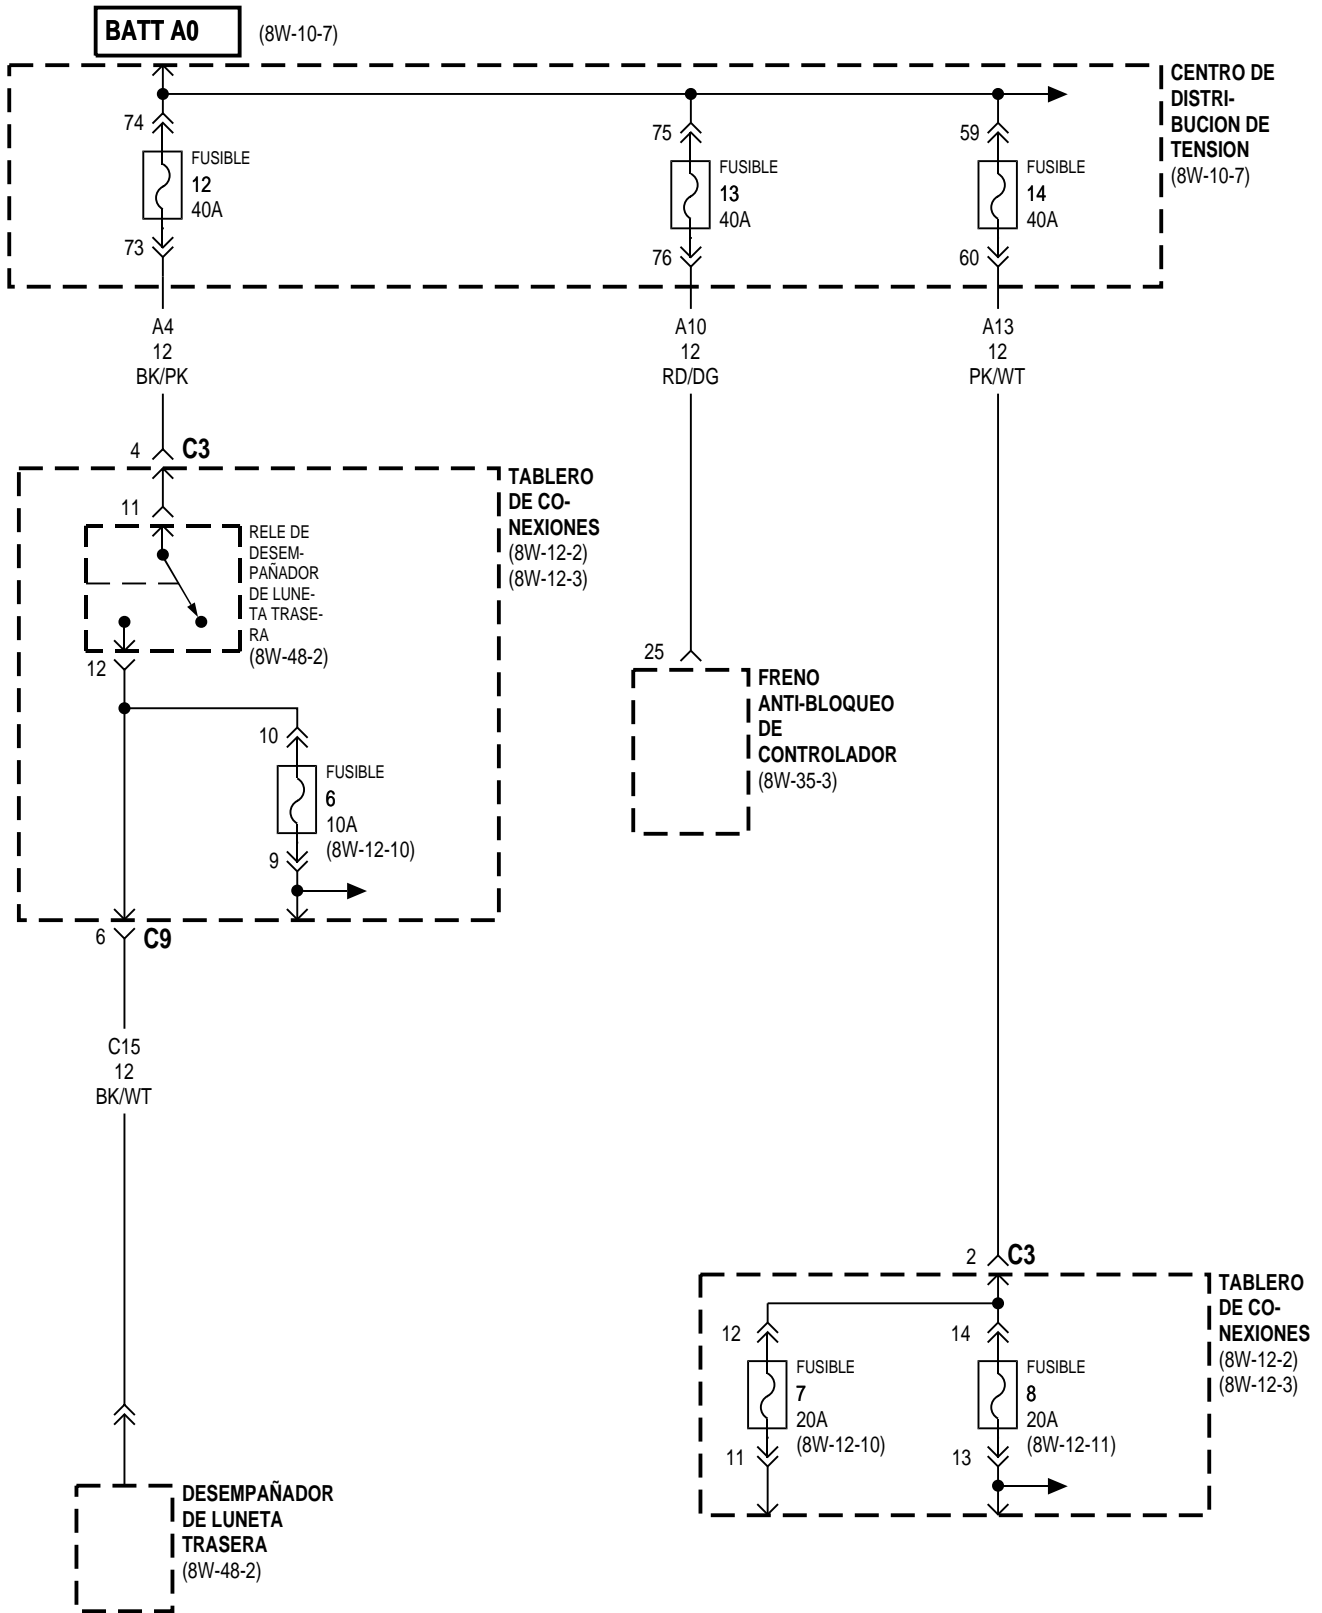 BATT A0 (8W-10-7)
CENTRO DE
DISTRI-
BUCION DE
TENSION
(8W-10-7)
74
FUSIBLE
12
40A
73
75
FUSIBLE
13
40A
76
59
FUSIBLE
14
40A
60
A4
12
BK/PK
A10
12
RD/DG
A13
12
PK/WT
4 C3
TABLERO
DE CO-
NEXIONES
(8W-12-2)
(8W-12-3)
11
RELE DE
DESEM-
PAÑADOR
DE LUNE-
TA TRASE-
RA
(8W-48-2)
12
10
FUSIBLE
6
10A
(8W-12-10)
9
6 C9
25
FRENO
ANTI-BLOQUEO
DE
CONTROLADOR
(8W-35-3)
C15
12
BK/WT
2 C3
TABLERO
DE CO-
NEXIONES
(8W-12-2)
(8W-12-3)
12
FUSIBLE
7
20A
(8W-12-10)
11
14
FUSIBLE
8
20A
(8W-12-11)
13
DESEMPAÑADOR
DE LUNETA
TRASERA
(8W-48-2)